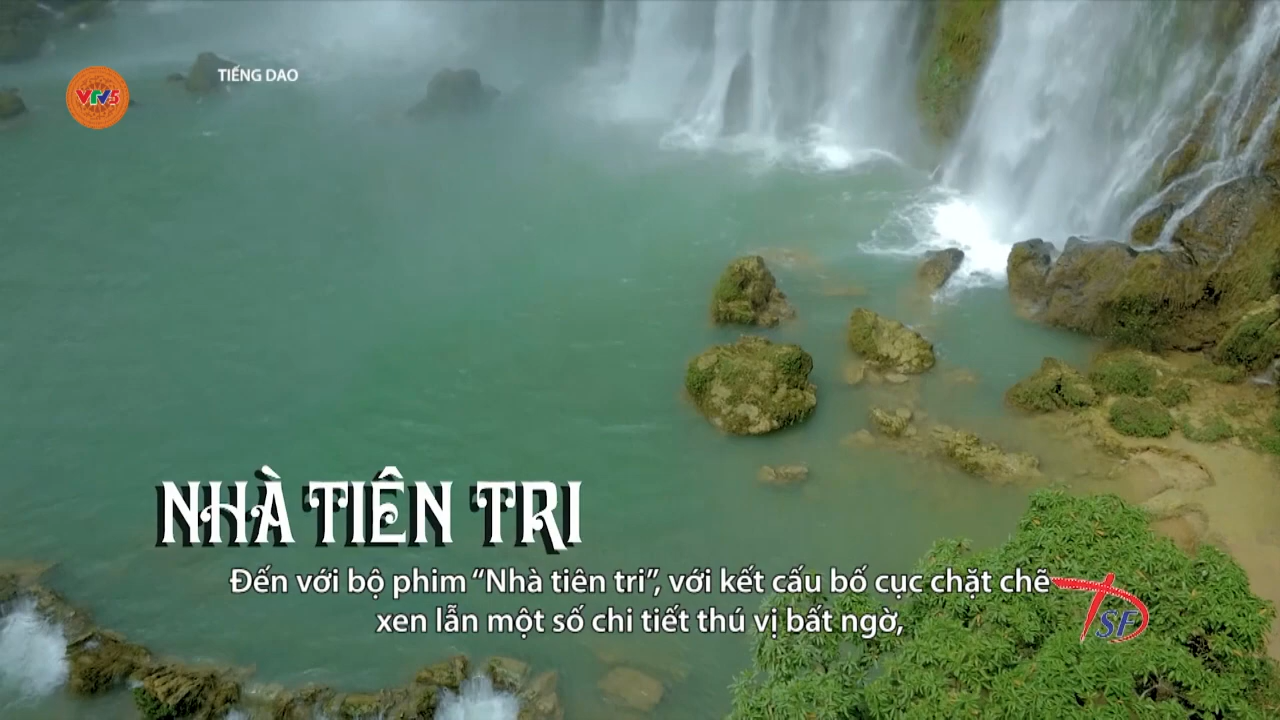 TIẾNG DAO
VTV5
NHÀ TIÊN TRI
Đến với bộ phim “Nhà tiên tri”, với kết cấu bố cục chặt chẽ
xen lẫn một số chi tiết thú vị bất ngờ,
TSF